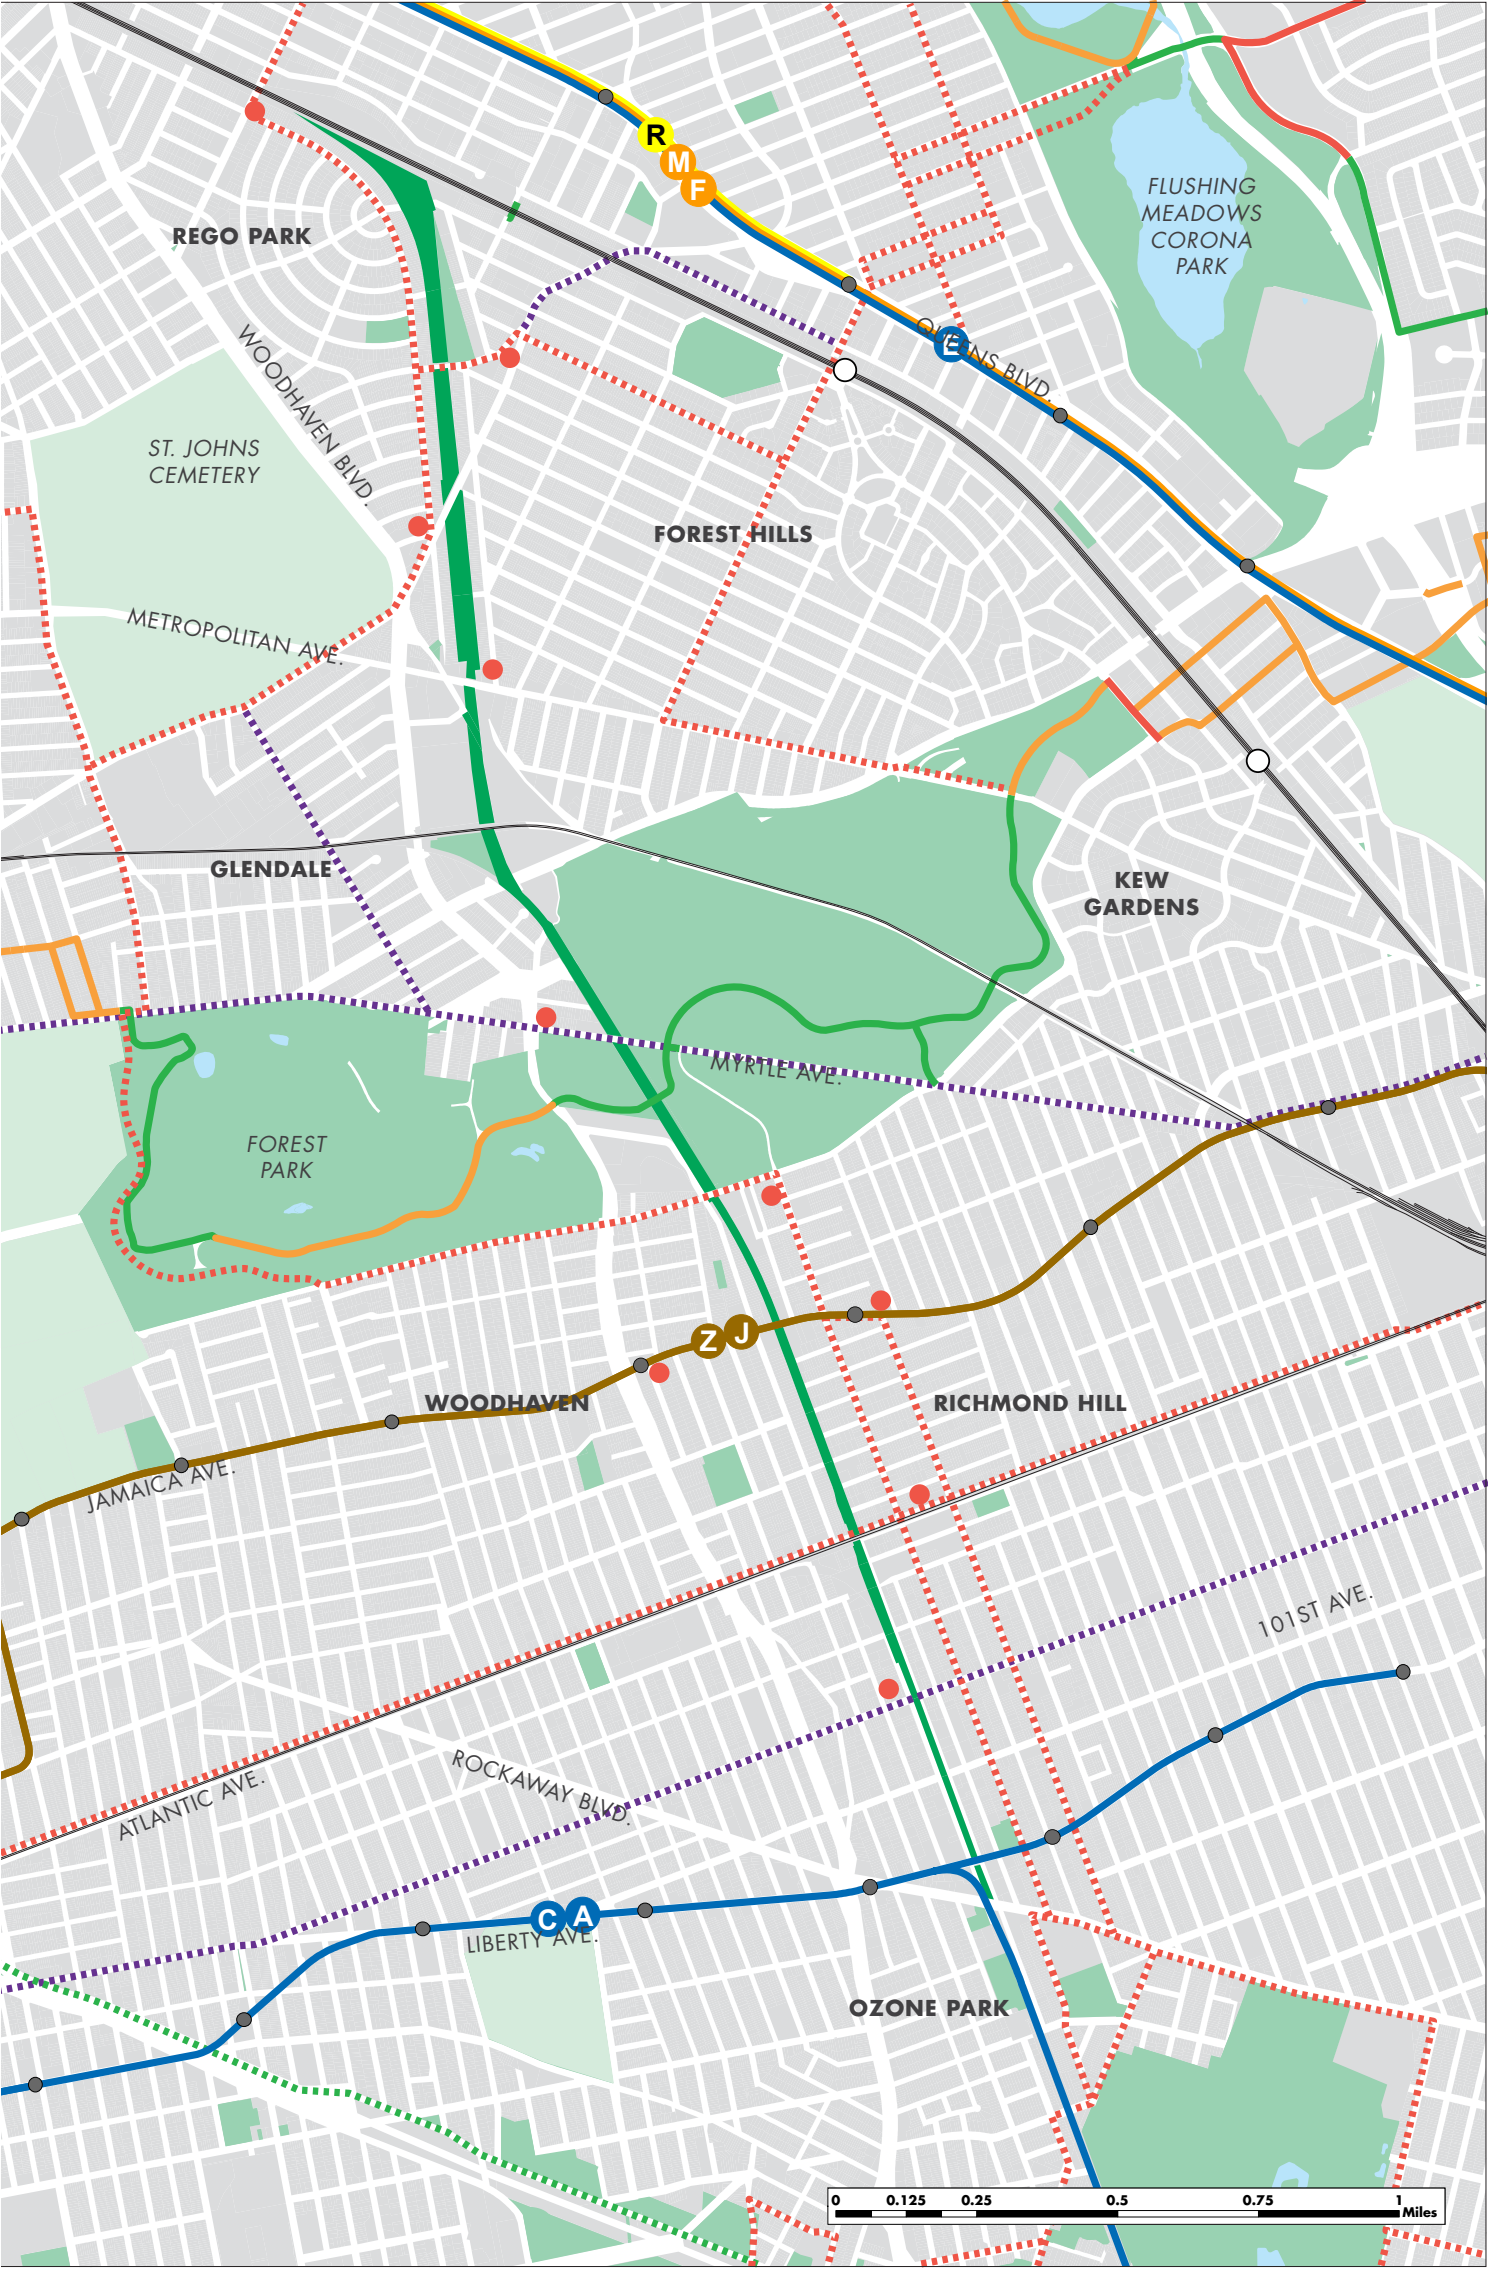 R
M
F
FLUSHING
MEADOWS
CORONA
PARK
REGO PARK
E
QUEENS BLVD.
WOODHAVEN BLVD.
ST. JOHNS
CEMETERY
FOREST HILLS
METROPOLITAN AVE.
GLENDALE
KEW
GARDENS
MYRTLE AVE.
FOREST
PARK
Z
J
WOODHAVEN
RICHMOND HILL
JAMAICA AVE.
101ST AVE.
ROCKAWAY BLVD.
ATLANTIC AVE.
C
A
LIBERTY AVE.
OZONE PARK
0 0.125 0.25 0.5 0.75 1
Miles